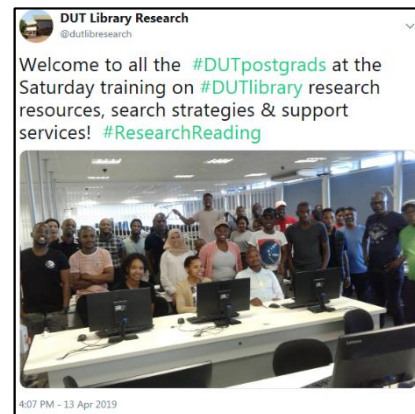 DUT Library Research
@dutlibresearch
Welcome to all the #DUTpostgrads at the
Saturday training on #DUTlibrary research
resources, search strategies & support
services! #ResearchReading
4:07 PM - 13 Apr 2019